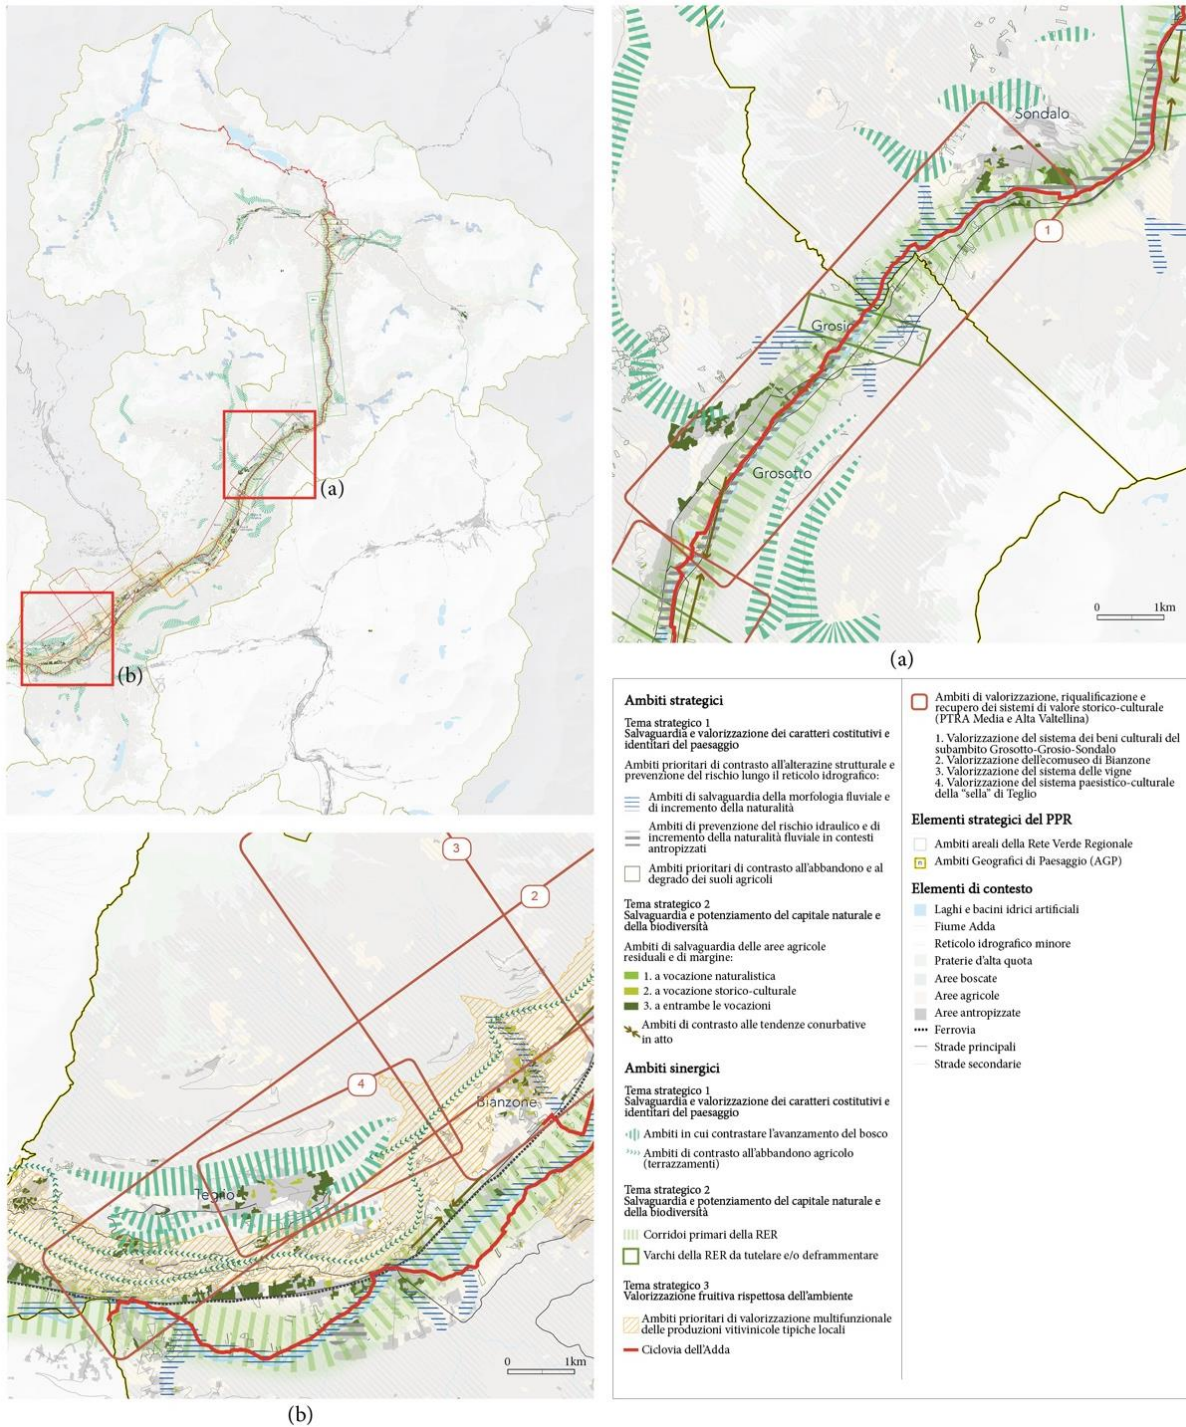 (a)
(b)
Sondalo
1
Grosio
Grosotto
0 1km
(a)
3
2
4
Bianzone
Teglio
0 1km
(b)
Ambiti strategici
Tema strategico 1
Salvaguardia e valorizzazione dei caratteri costitutivi e
identitari del paesaggio
Ambiti prioritari di contrasto all'alterazine strutturale e
prevenzione del rischio lungo il reticolo idrografico:
Ambiti di salvaguardia della morfologia fluviale e
di incremento della naturalità
Ambiti di prevenzione del rischio idraulico e di
incremento della naturalità fluviale in contesti
antropizzati
Ambiti prioritari di contrasto all'abbandono e al
degrado dei suoli agricoli
Tema strategico 2
Salvaguardia e potenziamento del capitale naturale e
della biodiversità
Ambiti di salvaguardia delle aree agricole
residuali e di margine:
1. a vocazione naturalistica
2. a vocazione storico-culturale
3. a entrambe le vocazioni
Ambiti di contrasto alle tendenze conurbative
in atto
Ambiti sinergici
Tema strategico 1
Salvaguardia e valorizzazione dei caratteri costitutivi e
identitari del paesaggio
Ambiti in cui contrastare l'avanzamento del bosco
Ambiti di contrasto all'abbandono agricolo
(terrazzamenti)
Tema strategico 2
Salvaguardia e potenziamento del capitale naturale e
della biodiversità
Corridoi primari della RER
Varchi della RER da tutelare e/o deframmentare
Tema strategico 3
Valorizzazione fruitiva rispettosa dell'ambiente
Ambiti prioritari di valorizzazione multifunzionale
delle produzioni vitivinicole tipiche locali
Ciclovia dell'Adda
Ambiti di valorizzazione, riqualificazione e
recupero dei sistemi di valore storico-culturale
(PTRA Media e Alta Valtellina)
1. Valorizzazione del sistema dei beni culturali del
subambito Grosotto-Grosio-Sondalo
2. Valorizzazione dell'ecomuseo di Bianzone
3. Valorizzazione del sistema delle vigne
4. Valorizzazione del sistema paesistico-culturale
della "sella" di Teglio
Elementi strategici del PPR
Ambiti areali della Rete Verde Regionale
Ambiti Geografici di Paesaggio (AGP)
Elementi di contesto
Laghi e bacini idrici artificiali
Fiume Adda
Reticolo idrografico minore
Praterie d'alta quota
Aree boscate
Aree agricole
Aree antropizzate
Ferrovia
Strade principali
Strade secondarie